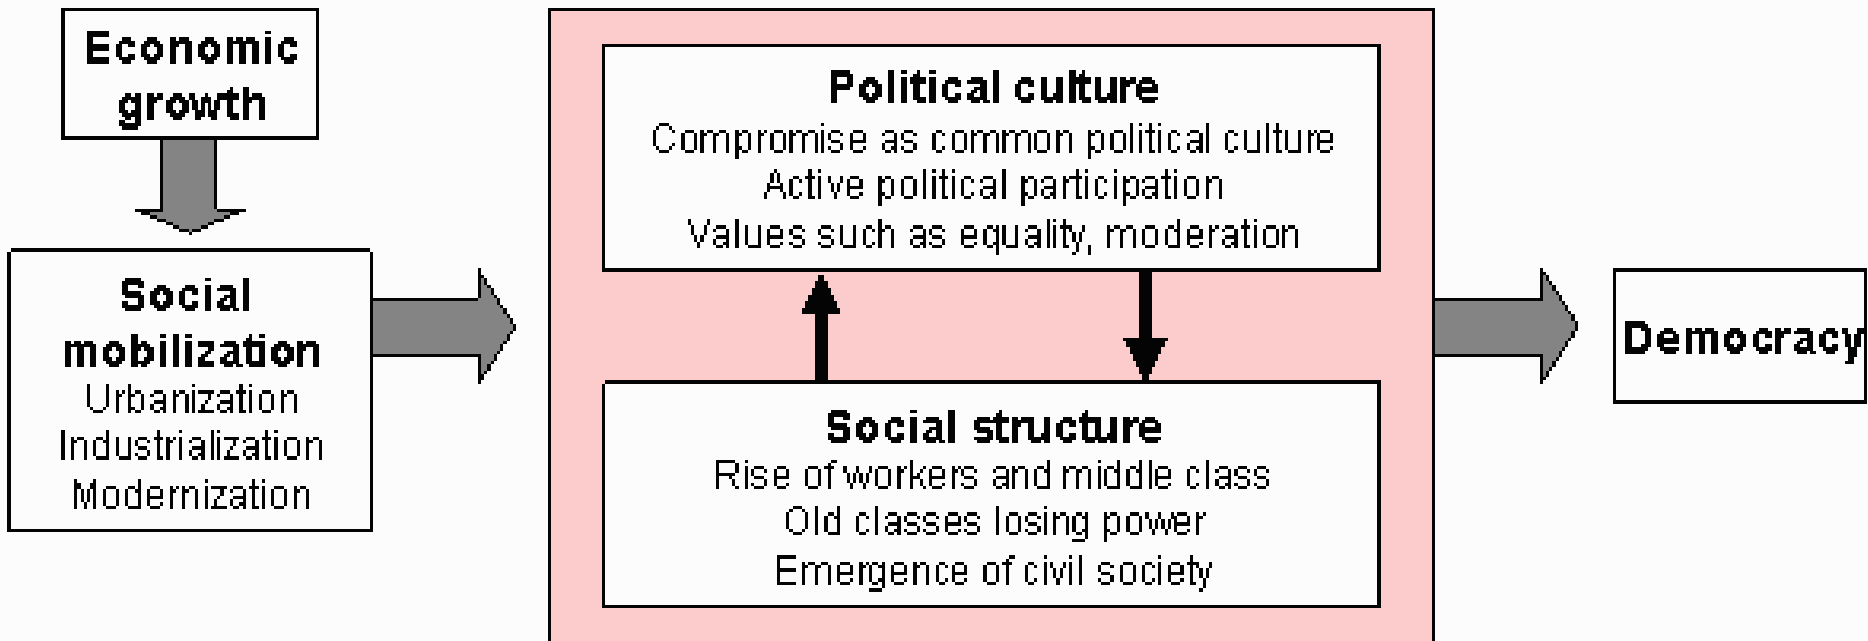 Economic
growth
Social
mobilization
Urbanization
Industrialization
Modernization
Political culture
Compromise as common political culture
Active political participation
Values such as equality, moderation
Social structure
Rise of workers and middle class
Old classes losing power
Emergence of civil society
Democracy